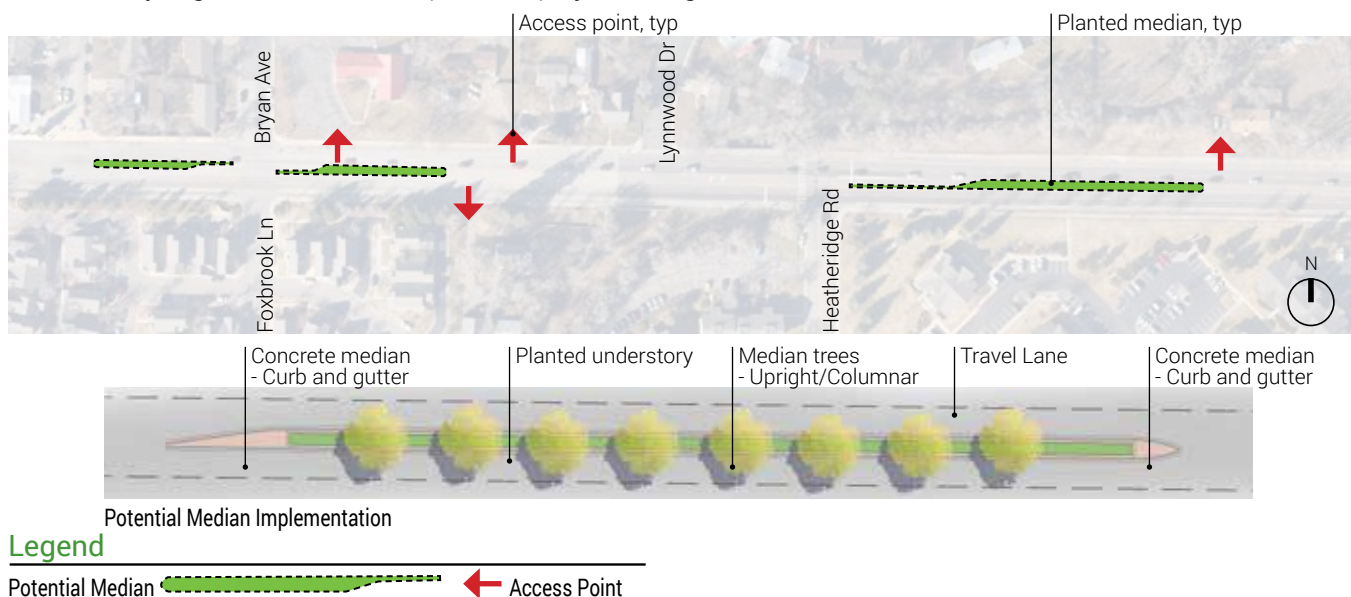 Access point, typ
Planted median, typ
Bryan Ave
Lynnwood Dr
Foxbrook Ln
Heatheridge Rd
N
Concrete median
- Curb and gutter
Planted understory
Median trees
- Upright/Columnar
Travel Lane
Concrete median
- Curb and gutter
Potential Median Implementation
Legend
Potential Median
Access Point